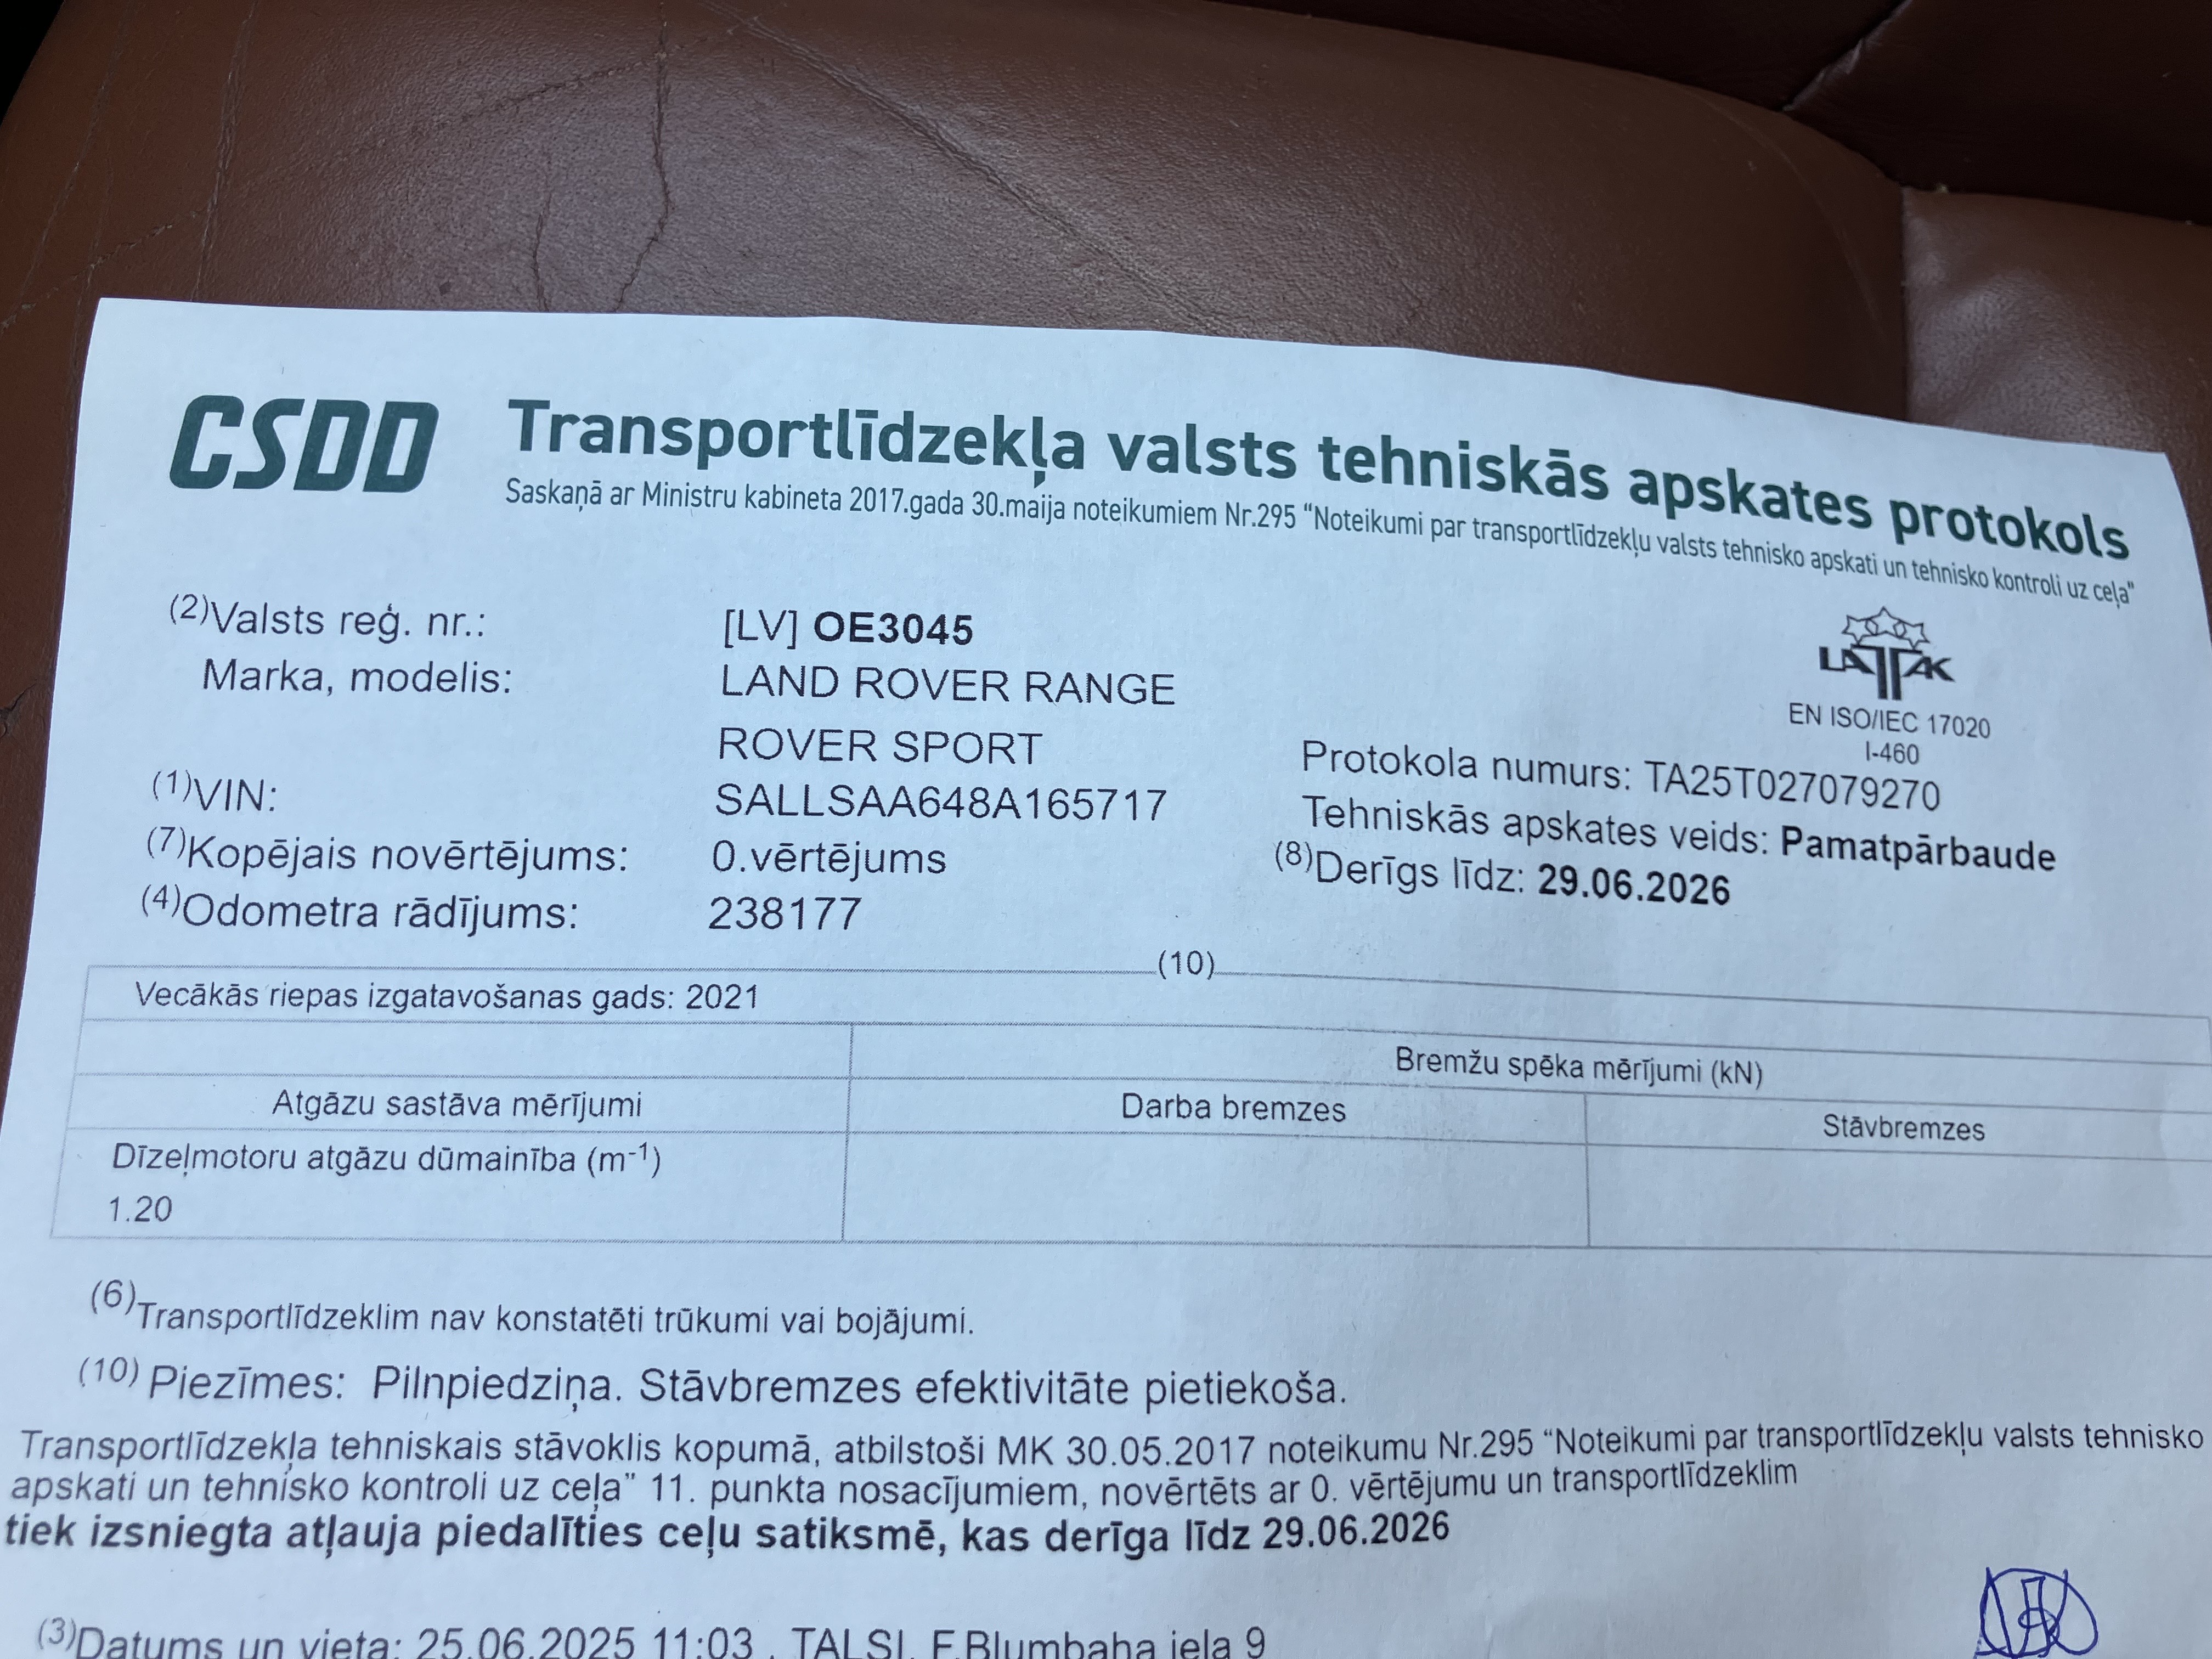 CSDD
Transportlīdzekļa valsts tehniskās apskates protokols
Saskaņā ar Ministru kabineta 2017.gada 30.maija noteikumiem Nr.295 “Noteikumi par transportlīdzekļu valsts tehnisko apskati un tehnisko kontroli uz ceļa”
(2)Valsts reģ. nr.: [LV] OE3045
Marka, modelis: LAND ROVER RANGE
ROVER SPORT
(1)VIN: SALLSAA648A165717
(7)Kopējais novērtējums: 0.vērtējums
(4)Odometra rādījums: 238177
LATAK
EN ISO/IEC 17020
I-460
Protokola numurs: TA25T027079270
Tehniskās apskates veids: Pamatpārbaude
(8)Derīgs līdz: 29.06.2026
(10)
Vecākās riepas izgatavošanas gads: 2021
Bremžu spēka mērījumi (kN)
Atgāzu sastāva mērījumi Darba bremzes Stāvbremzes
Dīzeļmotoru atgāzu dūmainība (m-1)
1.20
(6)Transportlīdzeklim nav konstatēti trūkumi vai bojājumi.
(10) Piezīmes: Pilnpiedziņa. Stāvbremzes efektivitāte pietiekoša.
Transportlīdzekļa tehniskais stāvoklis kopumā, atbilstoši MK 30.05.2017 noteikumu Nr.295 “Noteikumi par transportlīdzekļu valsts tehnisko
apskati un tehnisko kontroli uz ceļa” 11. punkta nosacījumiem, novērtēts ar 0. vērtējumu un transportlīdzeklim
tiek izsniegta atļauja piedalīties ceļu satiksmē, kas derīga līdz 29.06.2026
(3)Datums un vieta: 25.06.2025 11:03 , TALSI, F.Blumbaha iela 9